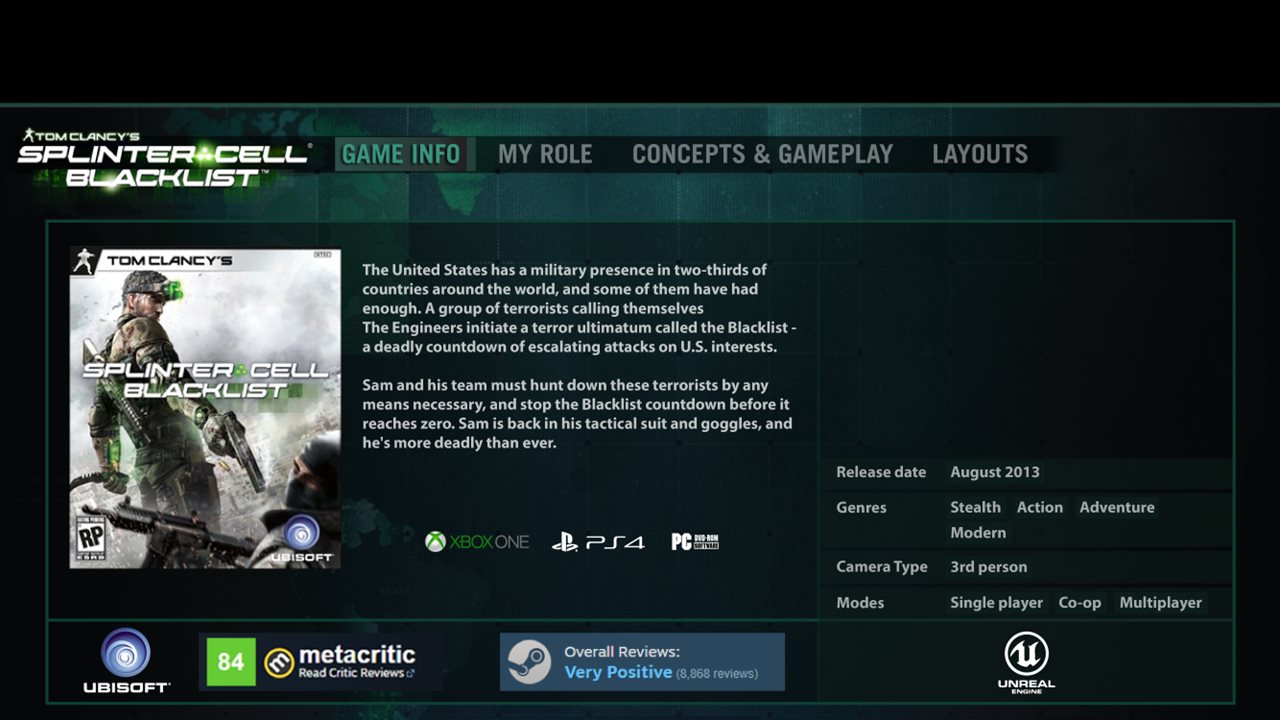 TOM CLANCY'S
SPLINTER CELL®
BLACKLIST™
GAME INFO
MY ROLE
CONCEPTS & GAMEPLAY
LAYOUTS
TOM CLANCY'S
SPLINTER CELL
BLACKLIST
RP
ESRB
UBISOFT
The United States has a military presence in two-thirds of
countries around the world, and some of them have had
enough. A group of terrorists calling themselves
The Engineers initiate a terror ultimatum called the Blacklist -
a deadly countdown of escalating attacks on U.S. interests.
Sam and his team must hunt down these terrorists by any
means necessary, and stop the Blacklist countdown before it
reaches zero. Sam is back in his tactical suit and goggles, and
he's more deadly than ever.
XBOX ONE
PS4
PC DVD-ROM
SOFTWARE
Release date August 2013
Genres Stealth Action Adventure
Modern
Camera Type 3rd person
Modes Single player Co-op Multiplayer
UBISOFT®
84
metacritic
Read Critic Reviews
Overall Reviews:
Very Positive (8,868 reviews)
UNREAL
ENGINE